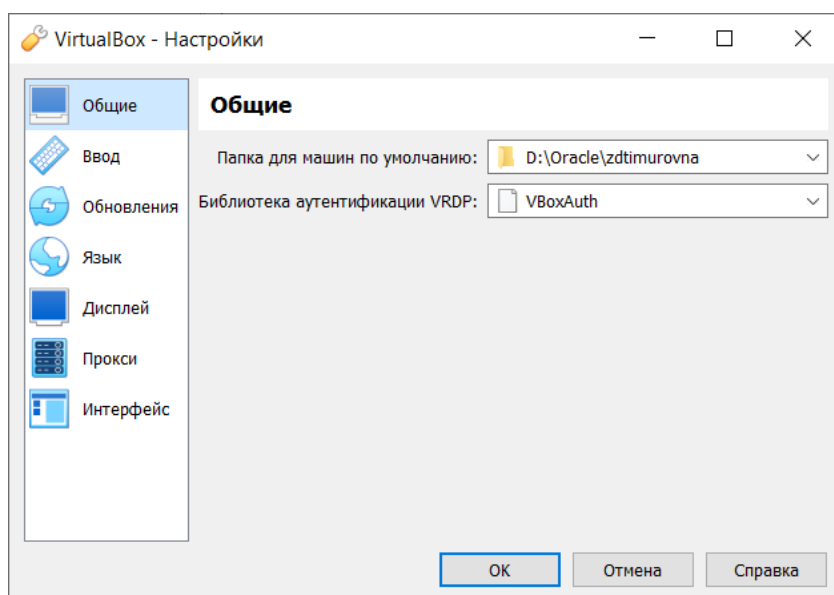 VirtualBox - Настройки
Общие
Ввод
Обновления
Язык
Дисплей
Прокси
Интерфейс
Общие
Папка для машин по умолчанию: D:\Oracle\zdtimurovna
Библиотека аутентификации VRDP: VBoxAuth
OK Отмена Справка